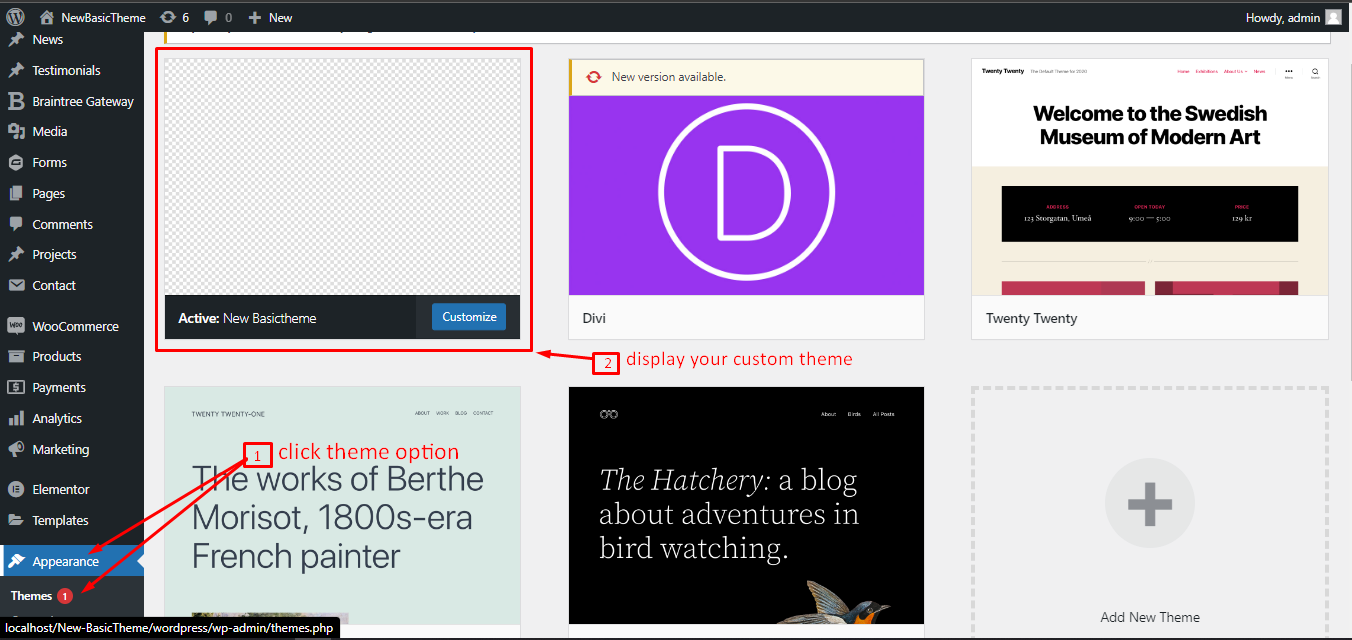 NewBasicTheme
6
0
New
Howdy, admin
News
Testimonials
Braintree Gateway
Media
Forms
Pages
Comments
Projects
Contact
WooCommerce
Products
Payments
Analytics
Marketing
Elementor
Templates
Appearance
Themes 1
localhost/New-BasicTheme/wordpress/wp-admin/themes.php
Active: New Basictheme
Customize
2 display your custom theme
New version available.
D
Divi
Twenty Twenty The Default Theme for 2020
Home Exhibitions About Us News
Welcome to the Swedish
Museum of Modern Art
ADDRESS OPEN TODAY PRICE
123 Storgatan, Umeå 9:00 — 5:00 129 kr
Twenty Twenty
TWENTY TWENTY-ONE ABOUT WORK BLOG CONTACT
1 click theme option
The works of Berthe
Morisot, 1800s-era
French painter
About Birds All Posts
The Hatchery: a blog
about adventures in
bird watching.
Add New Theme